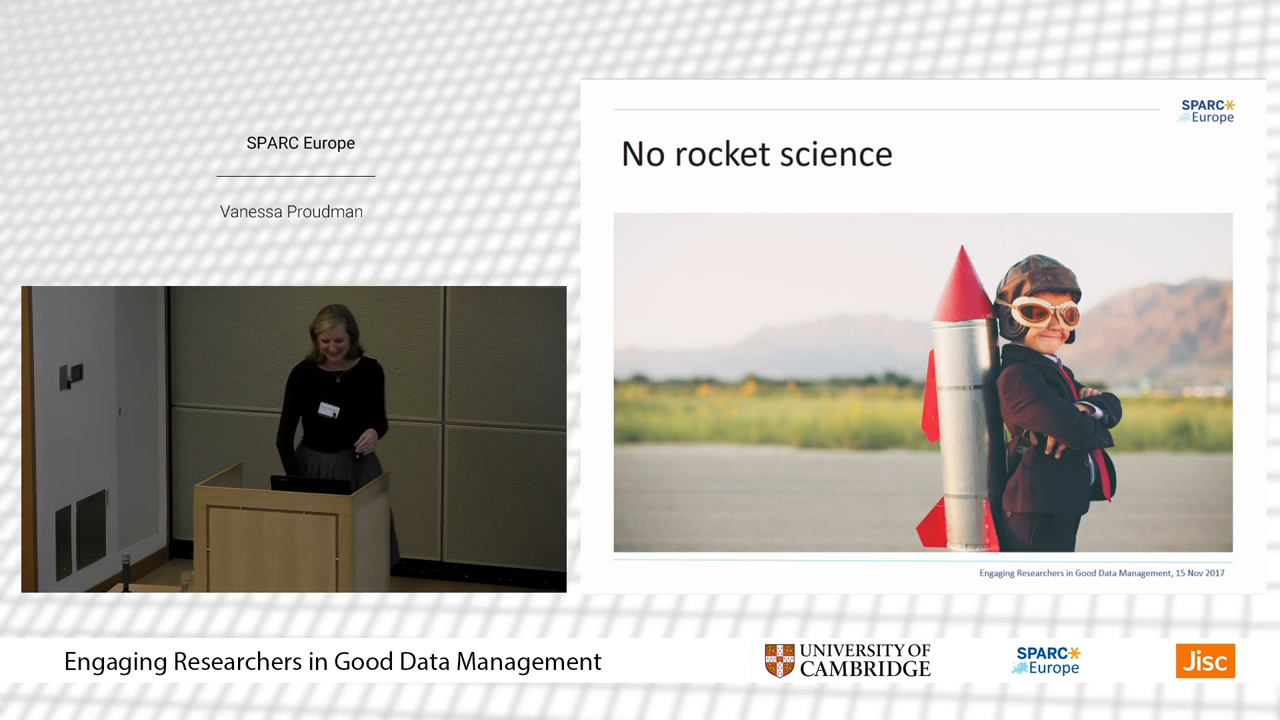 SPARC Europe
Vanessa Proudman
SPARC
Europe
No rocket science
Engaging Researchers in Good Data Management, 15 Nov 2017
Engaging Researchers in Good Data Management
UNIVERSITY OF
CAMBRIDGE
SPARC
Europe
Jisc